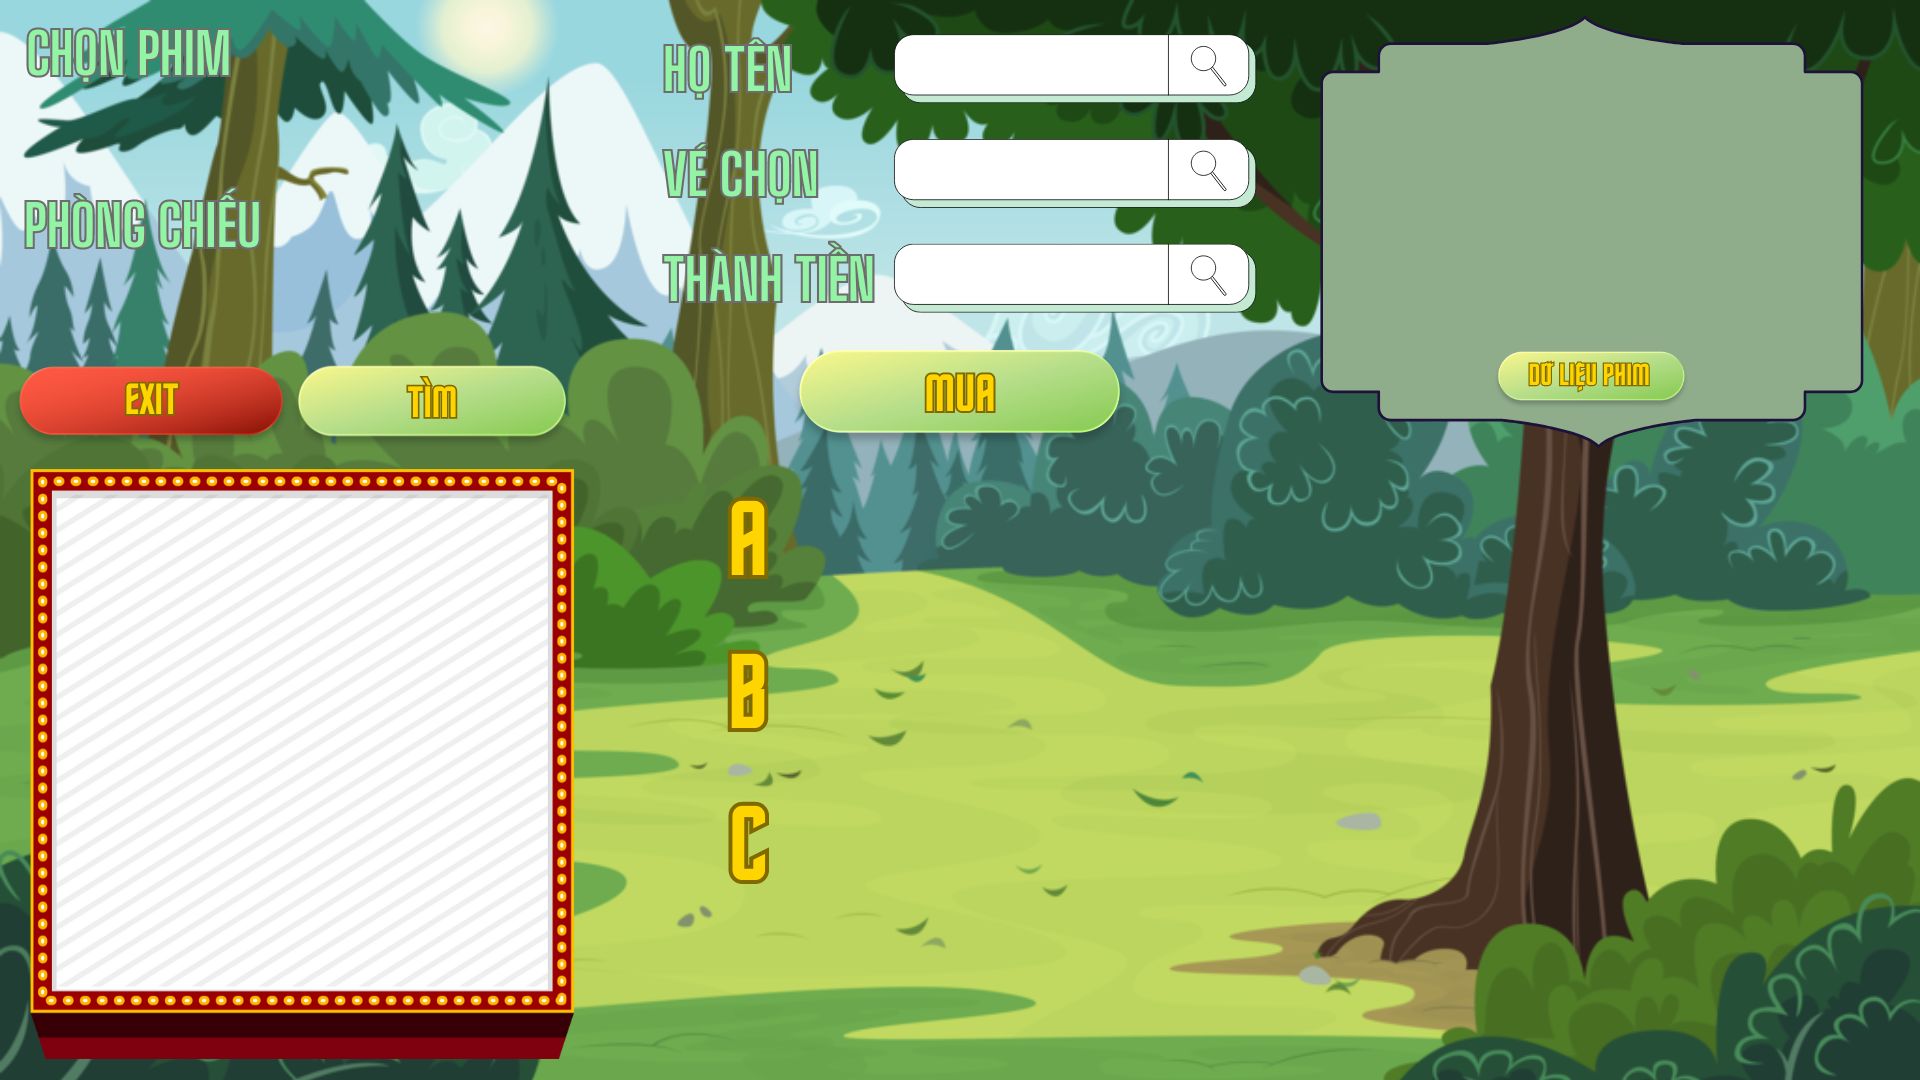 CHỌN PHIM
PHÒNG CHIẾU
HỌ TÊN
VÉ CHỌN
THÀNH TIỀN
EXIT
TÌM
MUA
DỮ LIỆU PHIM
A
B
C